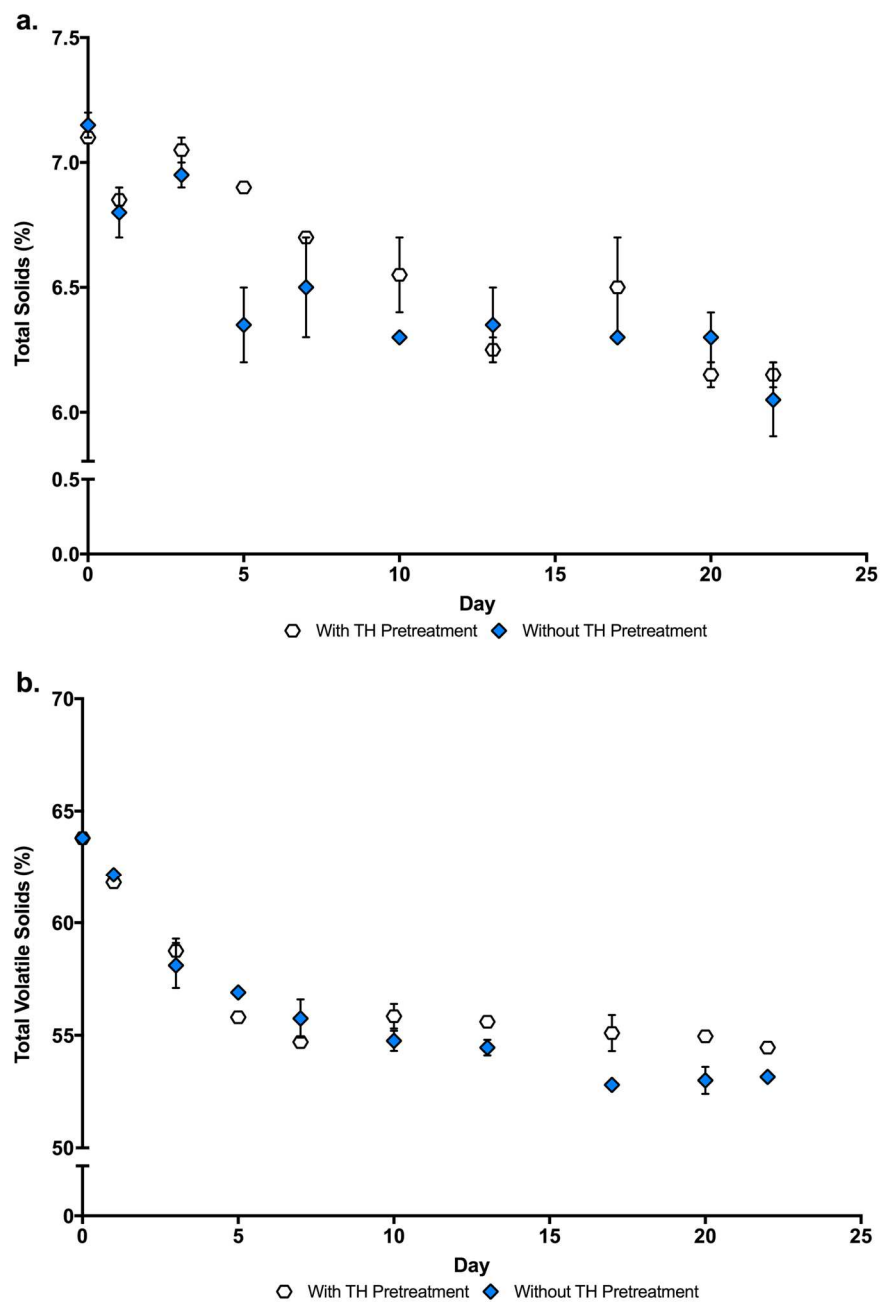 a.
7.5
7.0
6.5
6.0
0.5
0.0
Total Solids (%)
0 5 10 15 20 25
Day
With TH Pretreatment Without TH Pretreatment
b.
70
65
60
55
50
0
Total Volatile Solids (%)
0 5 10 15 20 25
Day
With TH Pretreatment Without TH Pretreatment